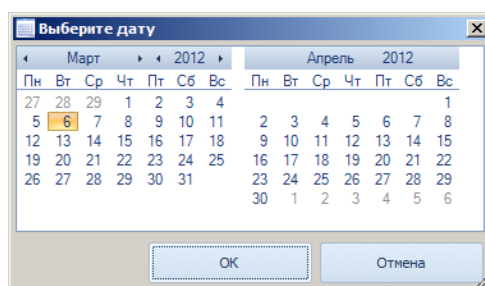 Выберите дату
Март 2012 Апрель 2012
Пн Вт Ср Чт Пт Сб Вс Пн Вт Ср Чт Пт Сб Вс
27 28 29 1 2 3 4 1
5 6 7 8 9 10 11 2 3 4 5 6 7 8
12 13 14 15 16 17 18 9 10 11 12 13 14 15
19 20 21 22 23 24 25 16 17 18 19 20 21 22
26 27 28 29 30 31 23 24 25 26 27 28 29
30 1 2 3 4 5 6
ОК Отмена